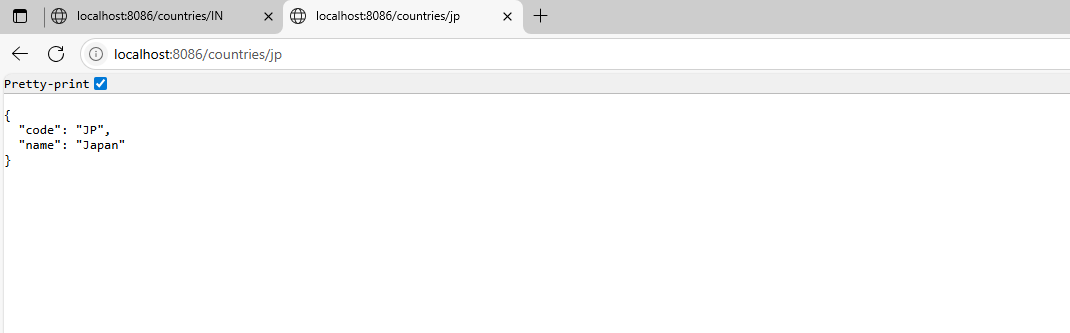 localhost:8086/countries/IN
localhost:8086/countries/jp
localhost:8086/countries/jp
Pretty-print
{
  "code": "JP",
  "name": "Japan"
}